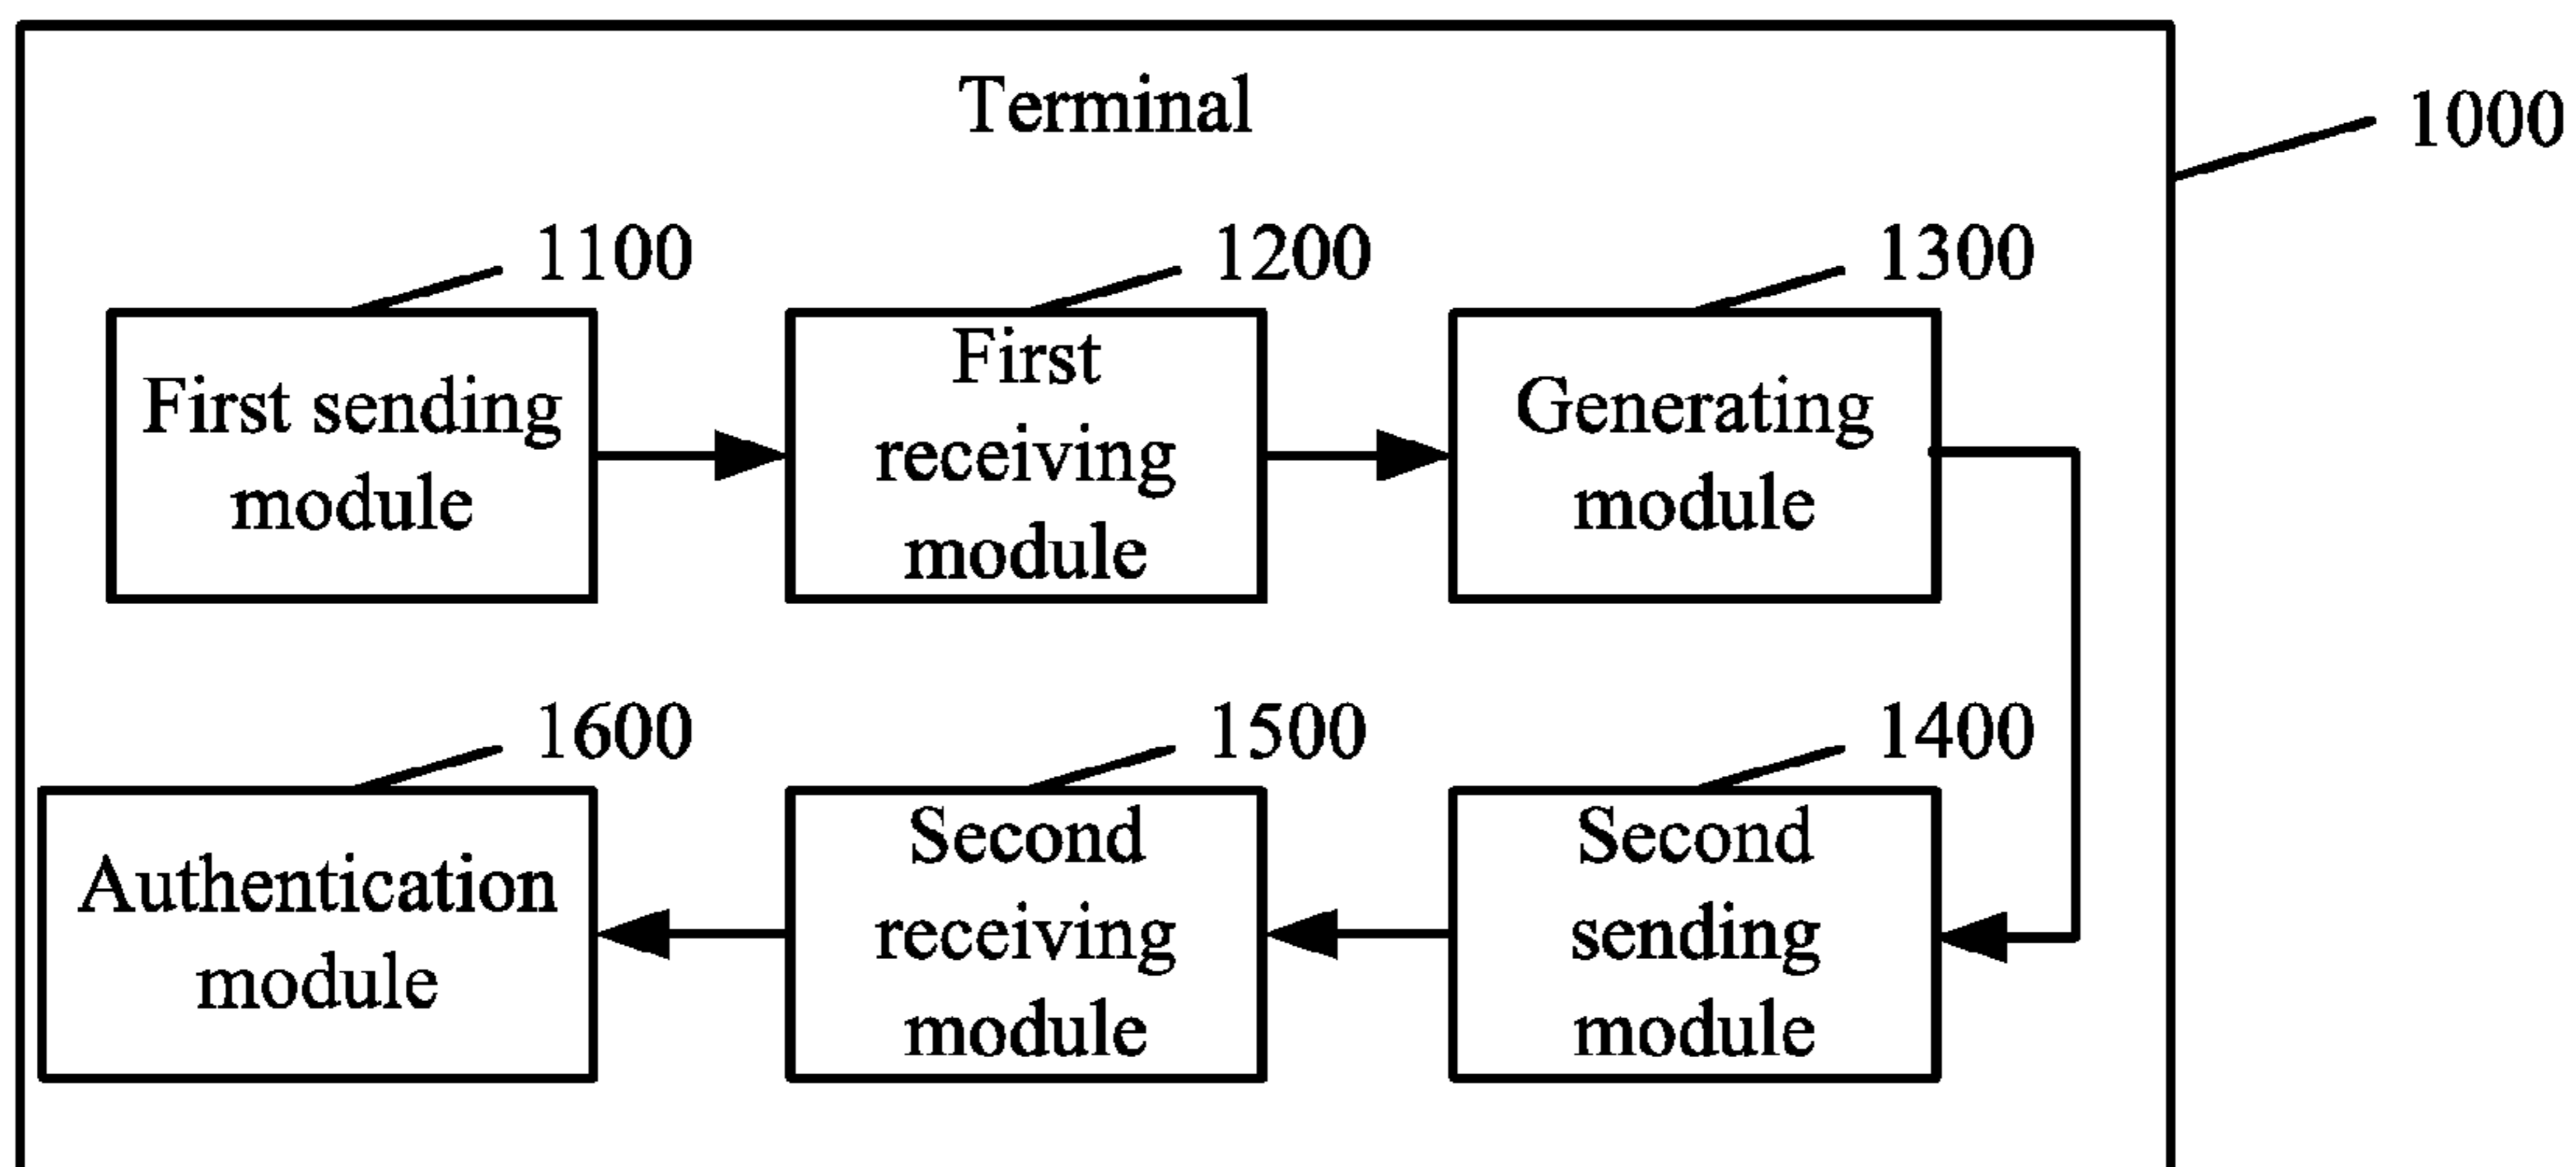 Terminal
1000
1100
1200
1300
First sending
module
First
receiving
module
Generating
module
1600
1500
1400
Authentication
module
Second
receiving
module
Second
sending
module